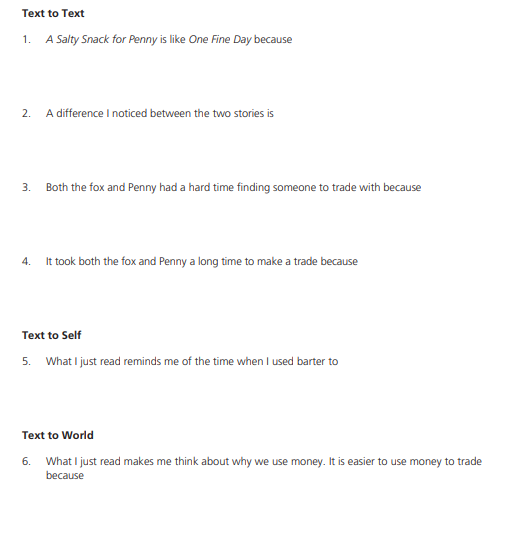 Text to Text
1. A Salty Snack for Penny is like One Fine Day because
2. A difference I noticed between the two stories is
3. Both the fox and Penny had a hard time finding someone to trade with because
4. It took both the fox and Penny a long time to make a trade because
Text to Self
5. What I just read reminds me of the time when I used barter to
Text to World
6. What I just read makes me think about why we use money. It is easier to use money to trade
because